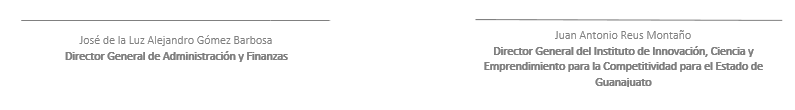 José de la Luz Alejandro Gómez Barbosa
Director General de Administración y Finanzas
Juan Antonio Reus Montaño
Director General del Instituto de Innovación, Ciencia y
Emprendimiento para la Competitividad para el Estado de
Guanajuato